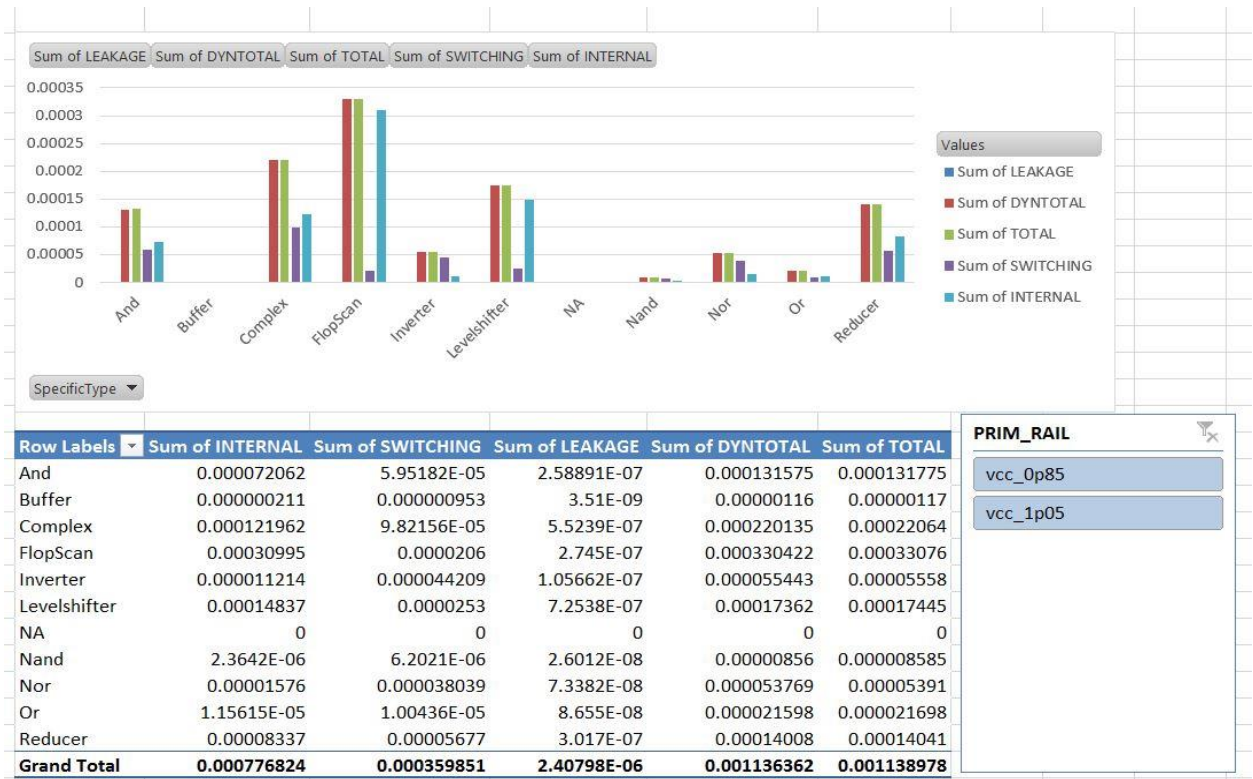 Sum of LEAKAGE Sum of DYNTOTAL Sum of TOTAL Sum of SWITCHING Sum of INTERNAL
0.00035
0.0003
0.00025
0.0002
0.00015
0.0001
0.00005
0
And Buffer Complex FlopScan Inverter Levelshifter NA Nand Nor Or Reducer
Values
Sum of LEAKAGE
Sum of DYNTOTAL
Sum of TOTAL
Sum of SWITCHING
Sum of INTERNAL
SpecificType
Row Labels Sum of INTERNAL Sum of SWITCHING Sum of LEAKAGE Sum of DYNTOTAL Sum of TOTAL
And 0.000072062 5.95182E-05 2.58891E-07 0.000131575 0.000131775
Buffer 0.000000211 0.000000953 3.51E-09 0.00000116 0.00000117
Complex 0.000121962 9.82156E-05 5.5239E-07 0.000220135 0.00022064
FlopScan 0.00030995 0.0000206 2.745E-07 0.000330422 0.00033076
Inverter 0.000011214 0.000044209 1.05662E-07 0.000055443 0.00005558
Levelshifter 0.00014837 0.0000253 7.2538E-07 0.00017362 0.00017445
NA 0 0 0 0 0
Nand 2.3642E-06 6.2021E-06 2.6012E-08 0.00000856 0.000008585
Nor 0.00001576 0.000038039 7.3382E-08 0.000053769 0.00005391
Or 1.15615E-05 1.00436E-05 8.655E-08 0.000021598 0.000021698
Reducer 0.00008337 0.00005677 3.017E-07 0.00014008 0.00014041
Grand Total 0.000776824 0.000359851 2.40798E-06 0.001136362 0.001138978
PRIM_RAIL
vcc_0p85
vcc_1p05